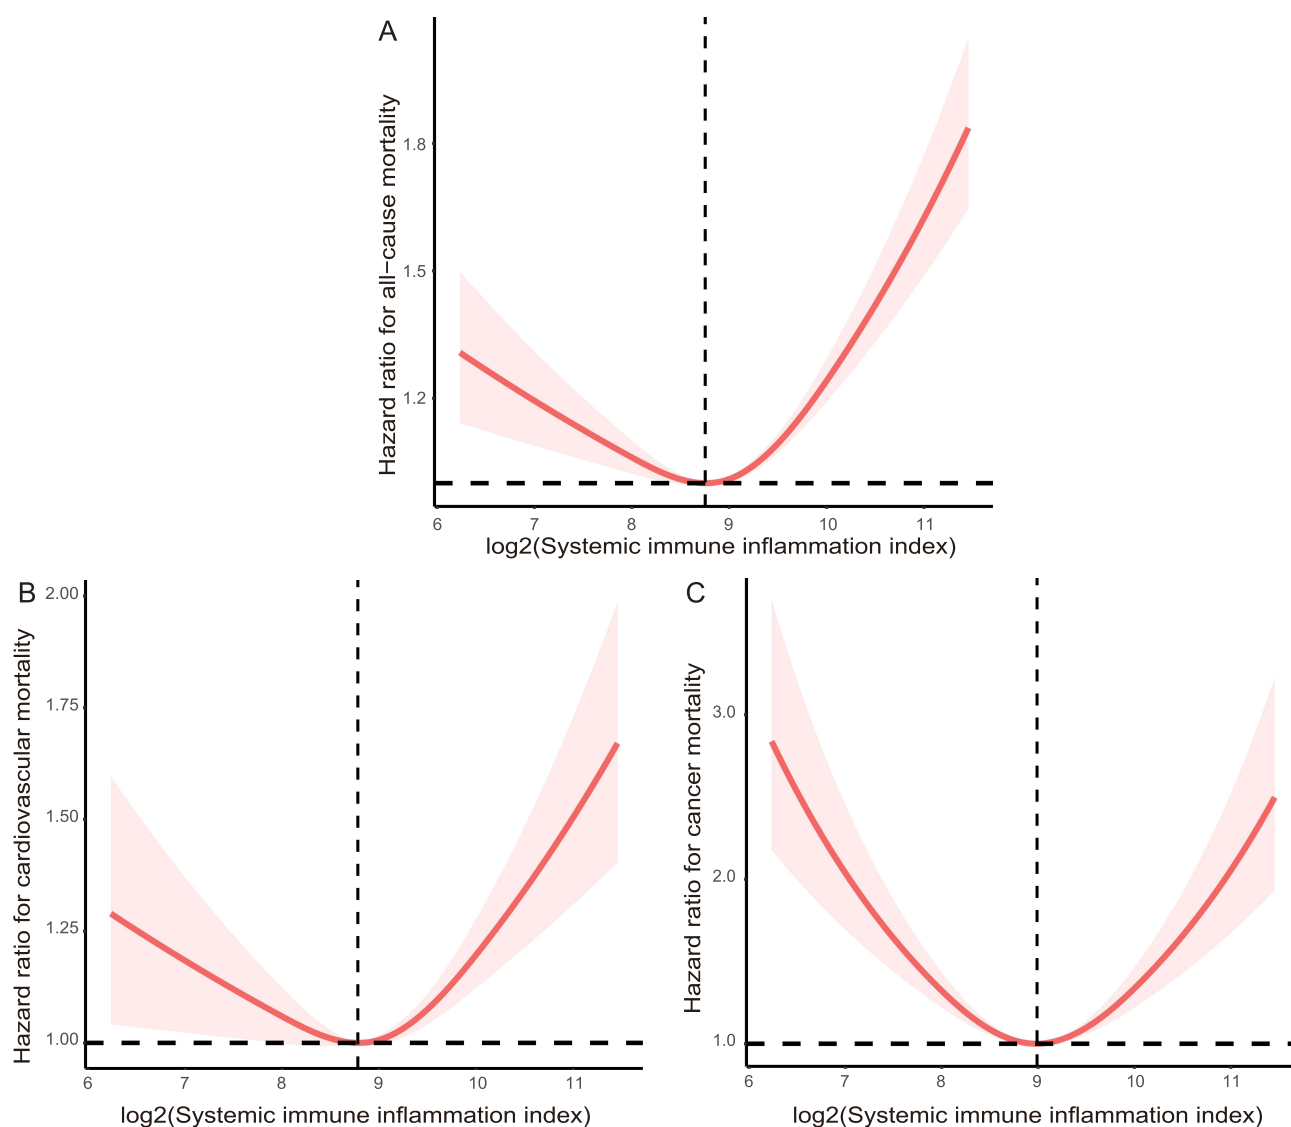 A
Hazard ratio for all−cause mortality
1.8
1.5
1.2
6 7 8 9 10 11
log2(Systemic immune inflammation index)
B
Hazard ratio for cardiovascular mortality
2.00
1.75
1.50
1.25
1.00
6 7 8 9 10 11
log2(Systemic immune inflammation index)
C
Hazard ratio for cancer mortality
3.0
2.0
1.0
6 7 8 9 10 11
log2(Systemic immune inflammation index)